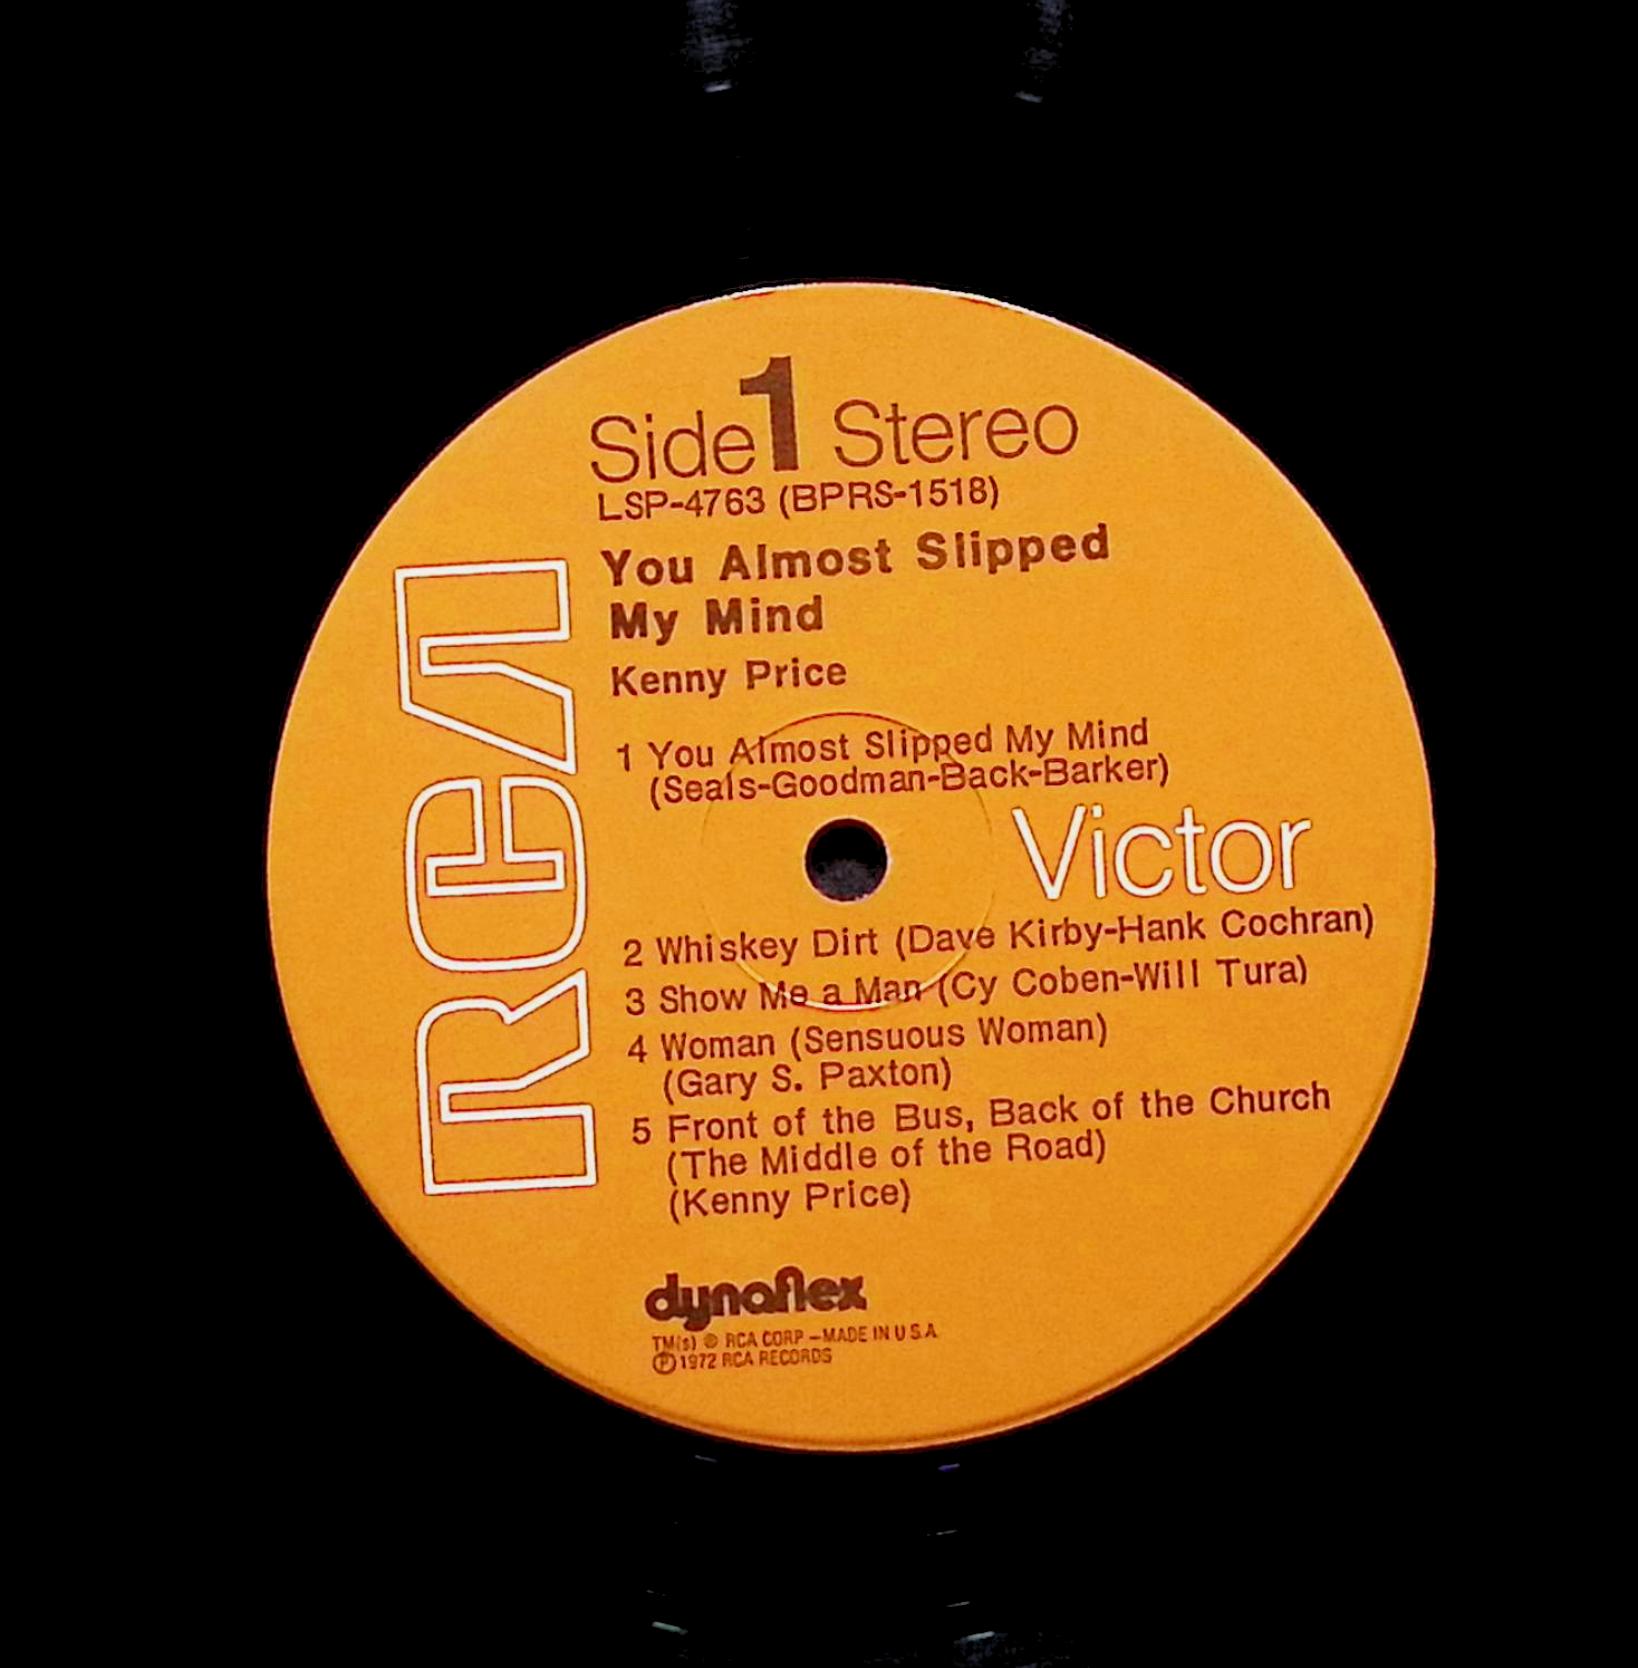 Side 1 Stereo
LSP-4763 (BPRS-1518)
You Almost Slipped
My Mind
Kenny Price
1 You Almost Slipped My Mind
(Seals-Goodman-Back-Barker)
RCA
Victor
2 Whiskey Dirt (Dave Kirby-Hank Cochran)
3 Show Me a Man (Cy Coben-Will Tura)
4 Woman (Sensuous Woman)
(Gary S. Paxton)
5 Front of the Bus, Back of the Church
(The Middle of the Road)
(Kenny Price)
dynaflex
TM(s) ® RCA CORP –MADE IN U S.A
℗ 1972 RCA RECORDS